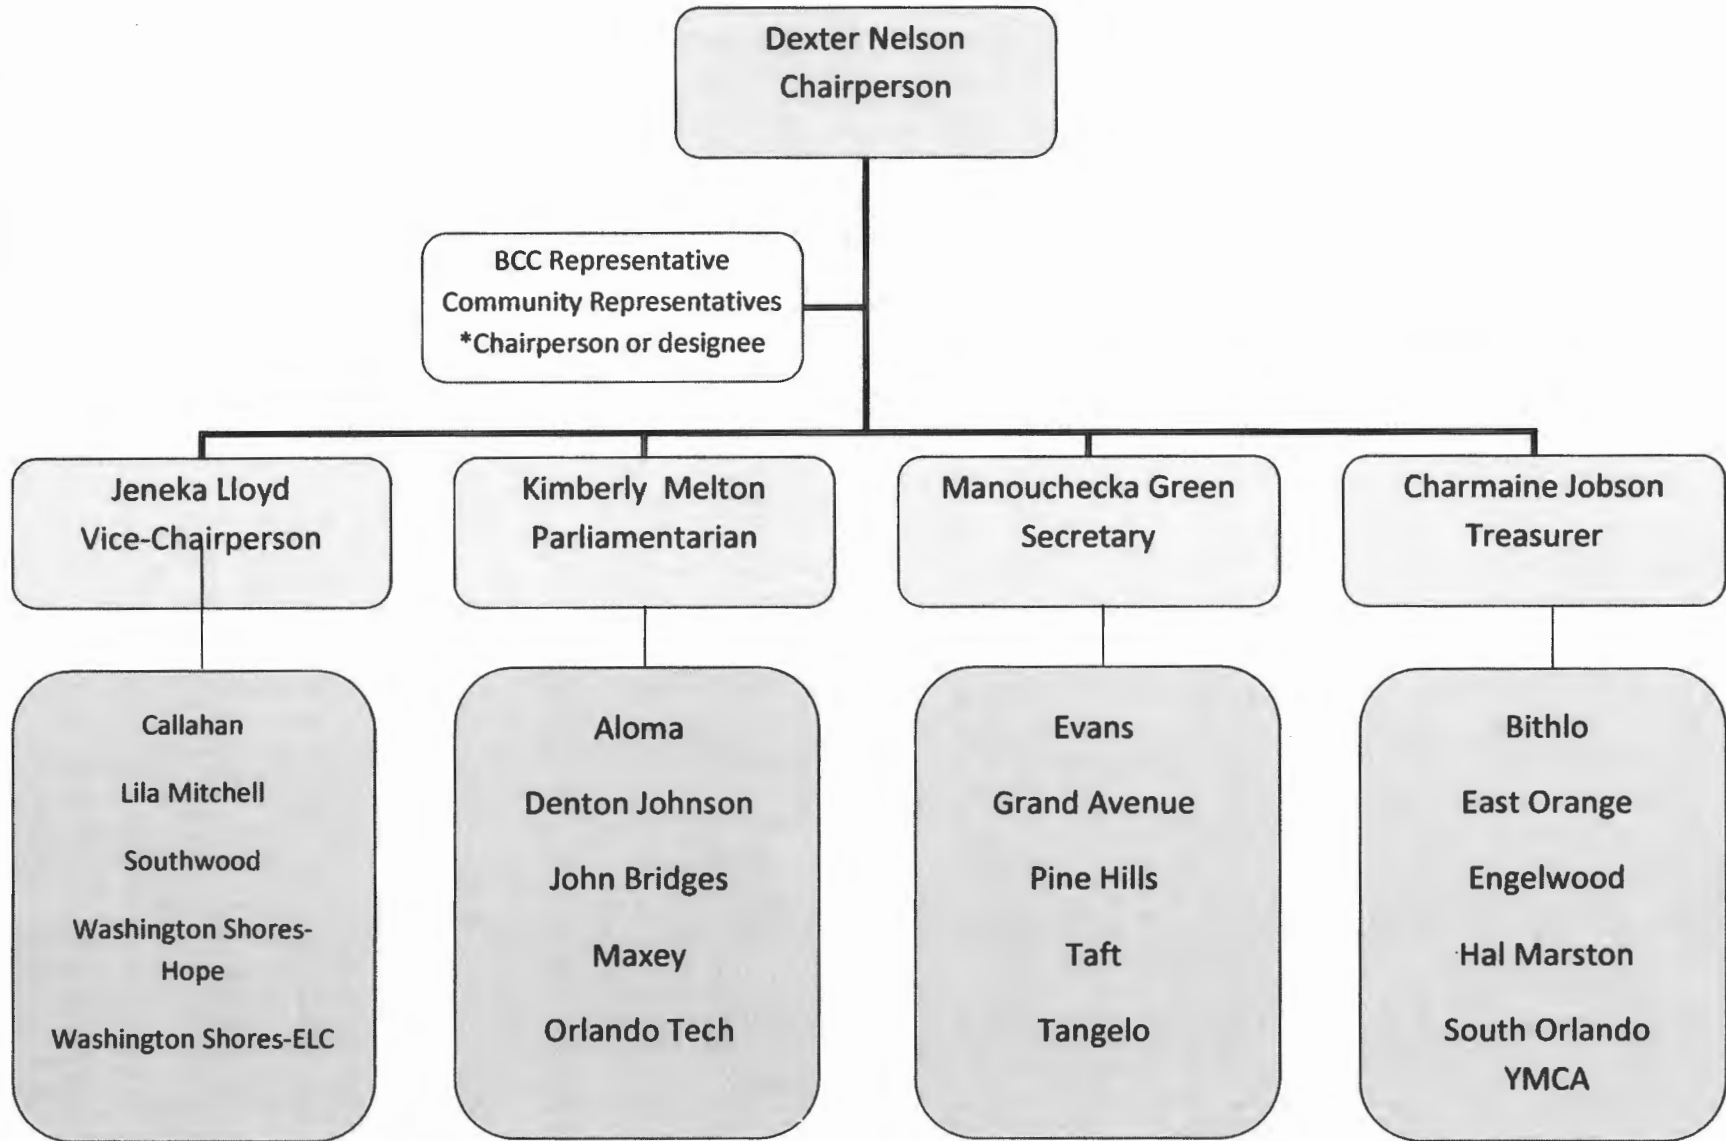 Dexter Nelson
Chairperson
BCC Representative
Community Representatives
*Chairperson or designee
Jeneka Lloyd
Vice-Chairperson
Kimberly Melton
Parliamentarian
Manouchecka Green
Secretary
Charmaine Jobson
Treasurer
Callahan
Lila Mitchell
Southwood
Washington Shores-
Hope
Washington Shores-ELC
Aloma
Denton Johnson
John Bridges
Maxey
Orlando Tech
Evans
Grand Avenue
Pine Hills
Taft
Tangelo
Bithlo
East Orange
Engelwood
Hal Marston
South Orlando
YMCA